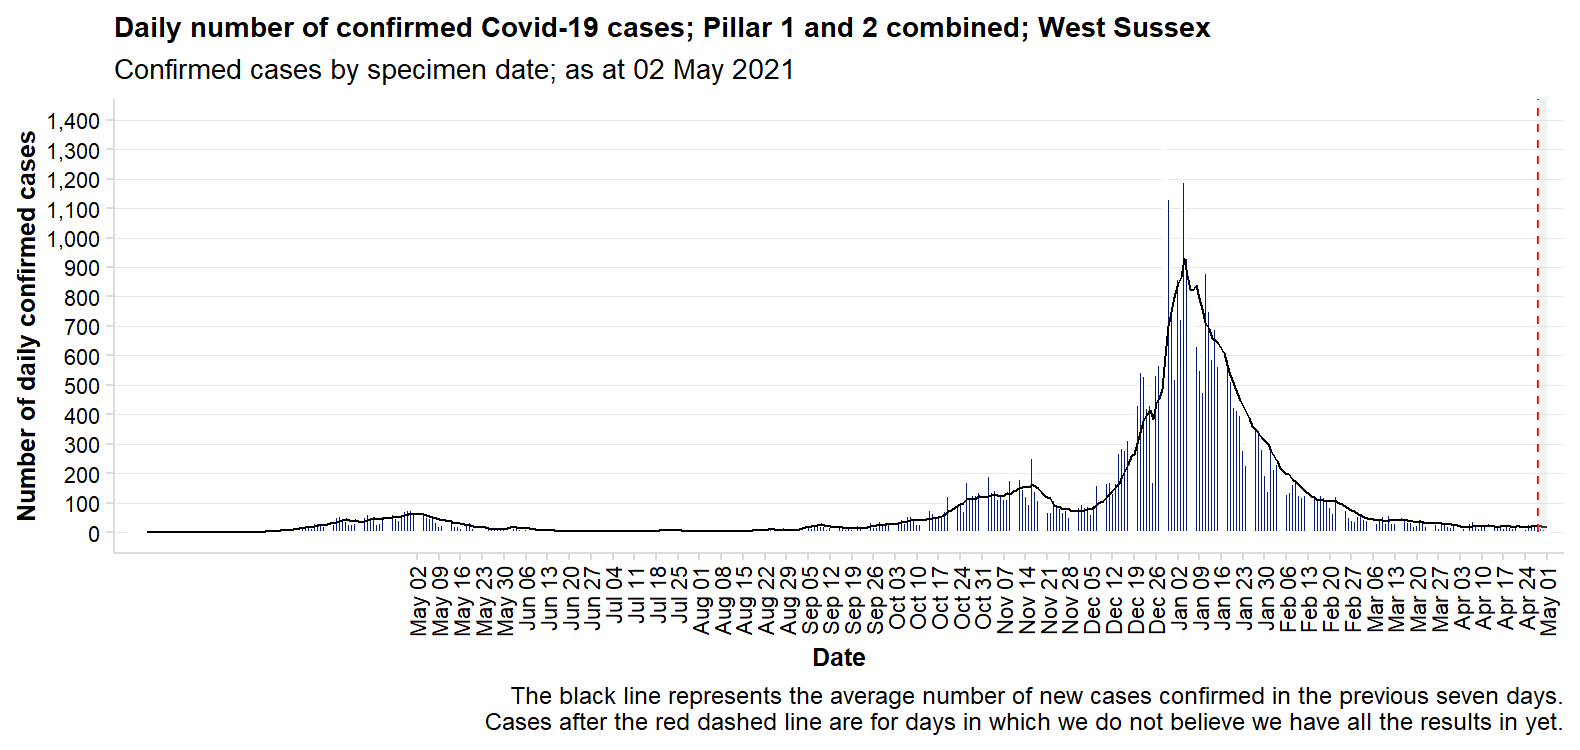 Daily number of confirmed Covid-19 cases; Pillar 1 and 2 combined; West Sussex
Confirmed cases by specimen date; as at 02 May 2021
Number of daily confirmed cases
1,400
1,300
1,200
1,100
1,000
900
800
700
600
500
400
300
200
100
0
May 02
May 09
May 16
May 23
May 30
Jun 06
Jun 13
Jun 20
Jun 27
Jul 04
Jul 11
Jul 18
Jul 25
Aug 01
Aug 08
Aug 15
Aug 22
Aug 29
Sep 05
Sep 12
Sep 19
Sep 26
Oct 03
Oct 10
Oct 17
Oct 24
Oct 31
Nov 07
Nov 14
Nov 21
Nov 28
Dec 05
Dec 12
Dec 19
Dec 26
Jan 02
Jan 09
Jan 16
Jan 23
Jan 30
Feb 06
Feb 13
Feb 20
Feb 27
Mar 06
Mar 13
Mar 20
Mar 27
Apr 03
Apr 10
Apr 17
Apr 24
May 01
Date
The black line represents the average number of new cases confirmed in the previous seven days.
Cases after the red dashed line are for days in which we do not believe we have all the results in yet.